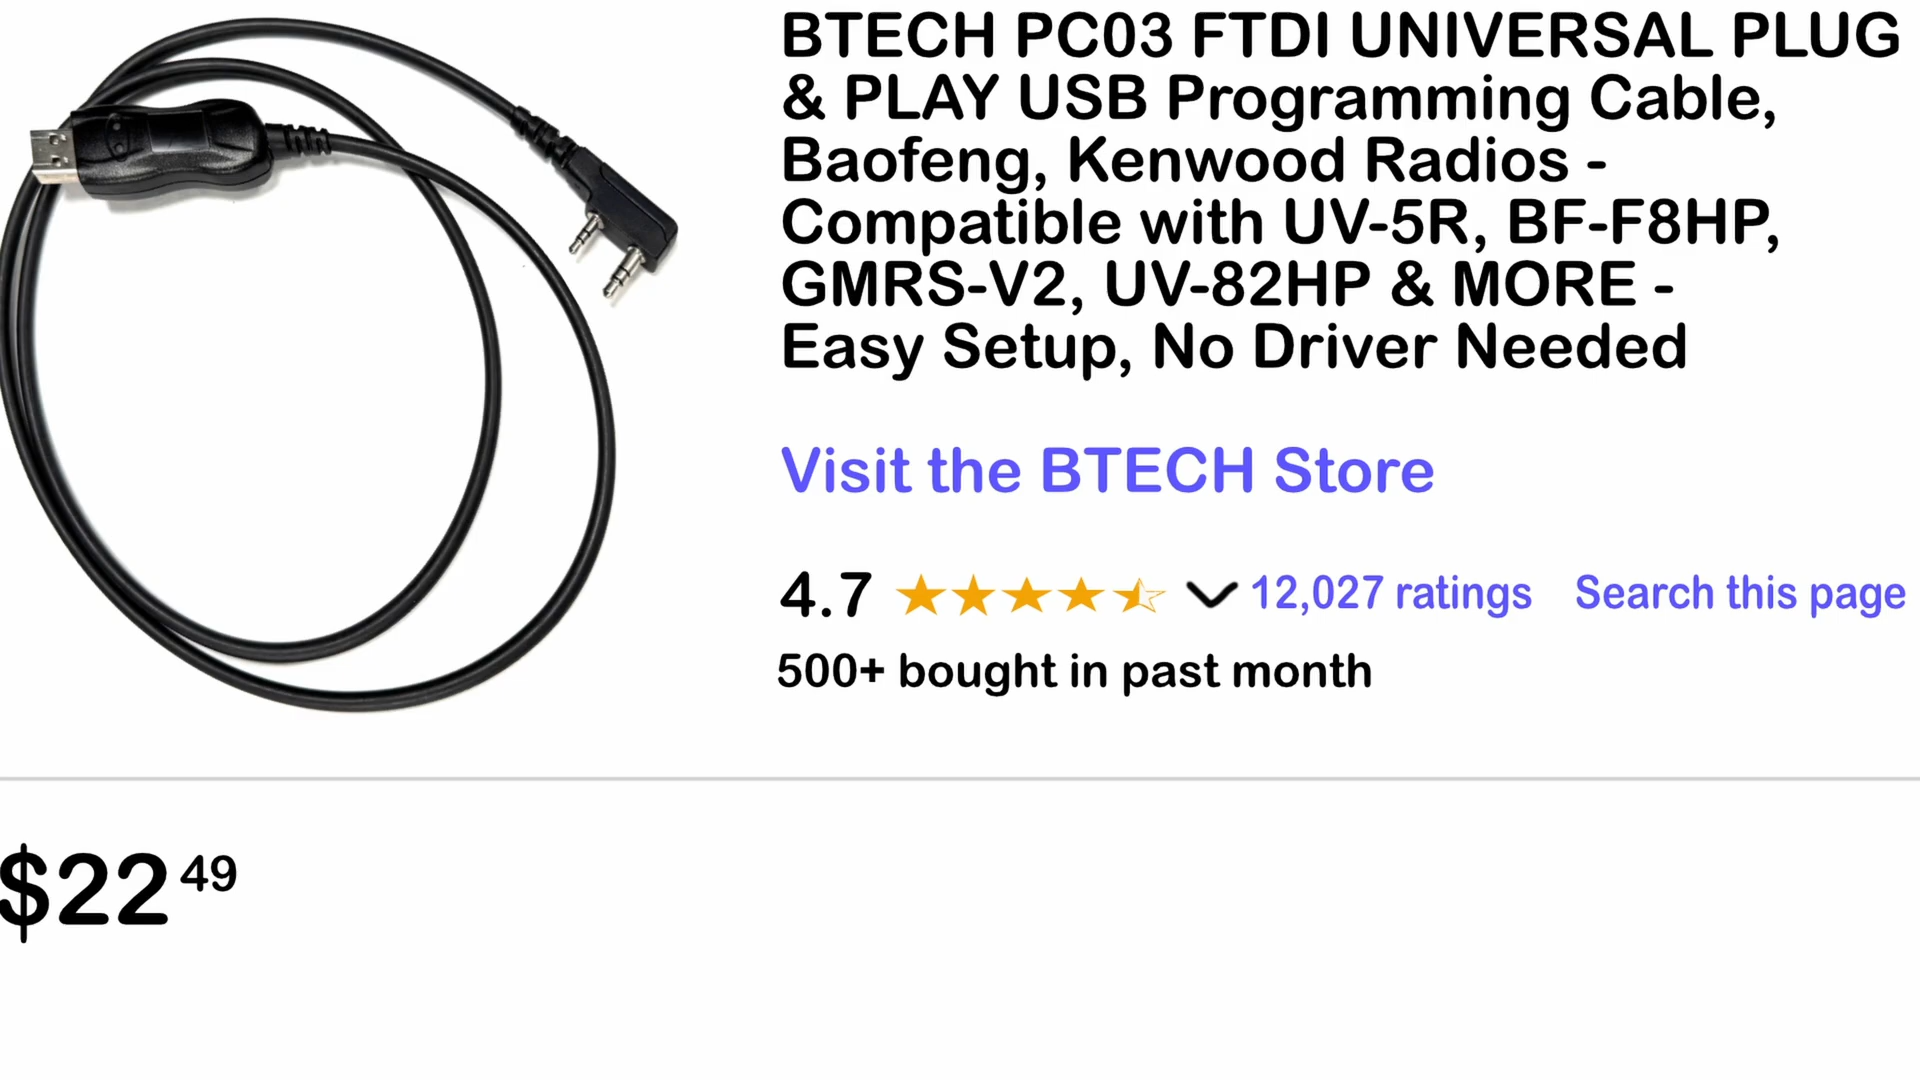 BTECH PC03 FTDI UNIVERSAL PLUG
& PLAY USB Programming Cable,
Baofeng, Kenwood Radios -
Compatible with UV-5R, BF-F8HP,
GMRS-V2, UV-82HP & MORE -
Easy Setup, No Driver Needed
Visit the BTECH Store
4.7 12,027 ratings Search this page
500+ bought in past month
$22 49